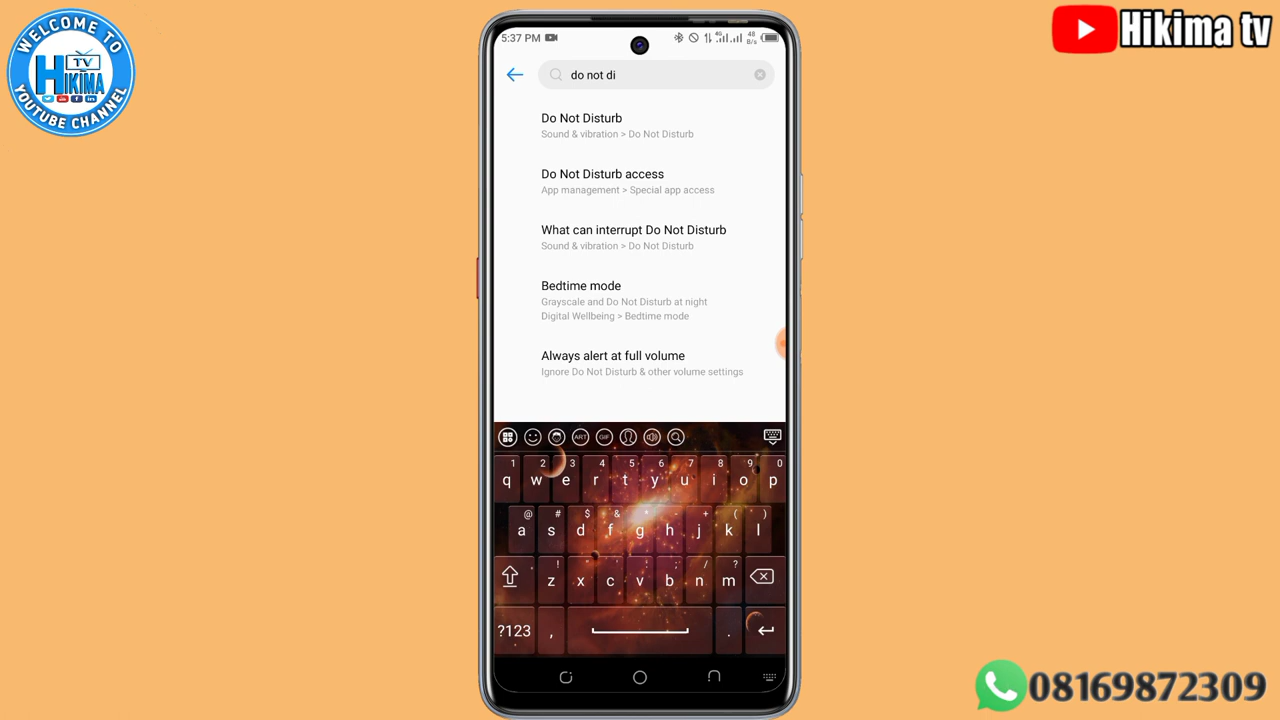 WELCOME TO
TV
HIKIMA
YOUTUBE CHANNEL
Hikima tv
5:37 PM
4G
48
B/s
do not di
Do Not Disturb
Sound & vibration > Do Not Disturb
Do Not Disturb access
App management > Special app access
What can interrupt Do Not Disturb
Sound & vibration > Do Not Disturb
Bedtime mode
Grayscale and Do Not Disturb at night
Digital Wellbeing > Bedtime mode
Always alert at full volume
Ignore Do Not Disturb & other volume settings
ART GIF
1 2 3 4 5 6 7 8 9 0
q w e r t y u i o p
@ # $ & * - + ( )
a s d f g h j k l
! " ' : ; / ?
z x c v b n m
?123 , .
08169872309